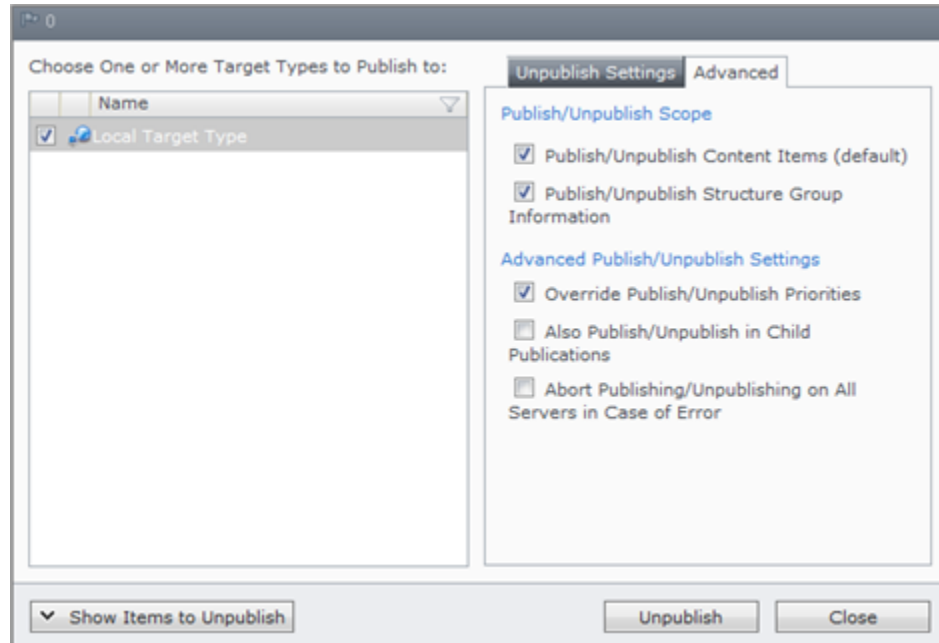 0
Choose One or More Target Types to Publish to:
Name
Local Target Type
Unpublish Settings
Advanced
Publish/Unpublish Scope
Publish/Unpublish Content Items (default)
Publish/Unpublish Structure Group
Information
Advanced Publish/Unpublish Settings
Override Publish/Unpublish Priorities
Also Publish/Unpublish in Child
Publications
Abort Publishing/Unpublishing on All
Servers in Case of Error
Show Items to Unpublish
Unpublish
Close